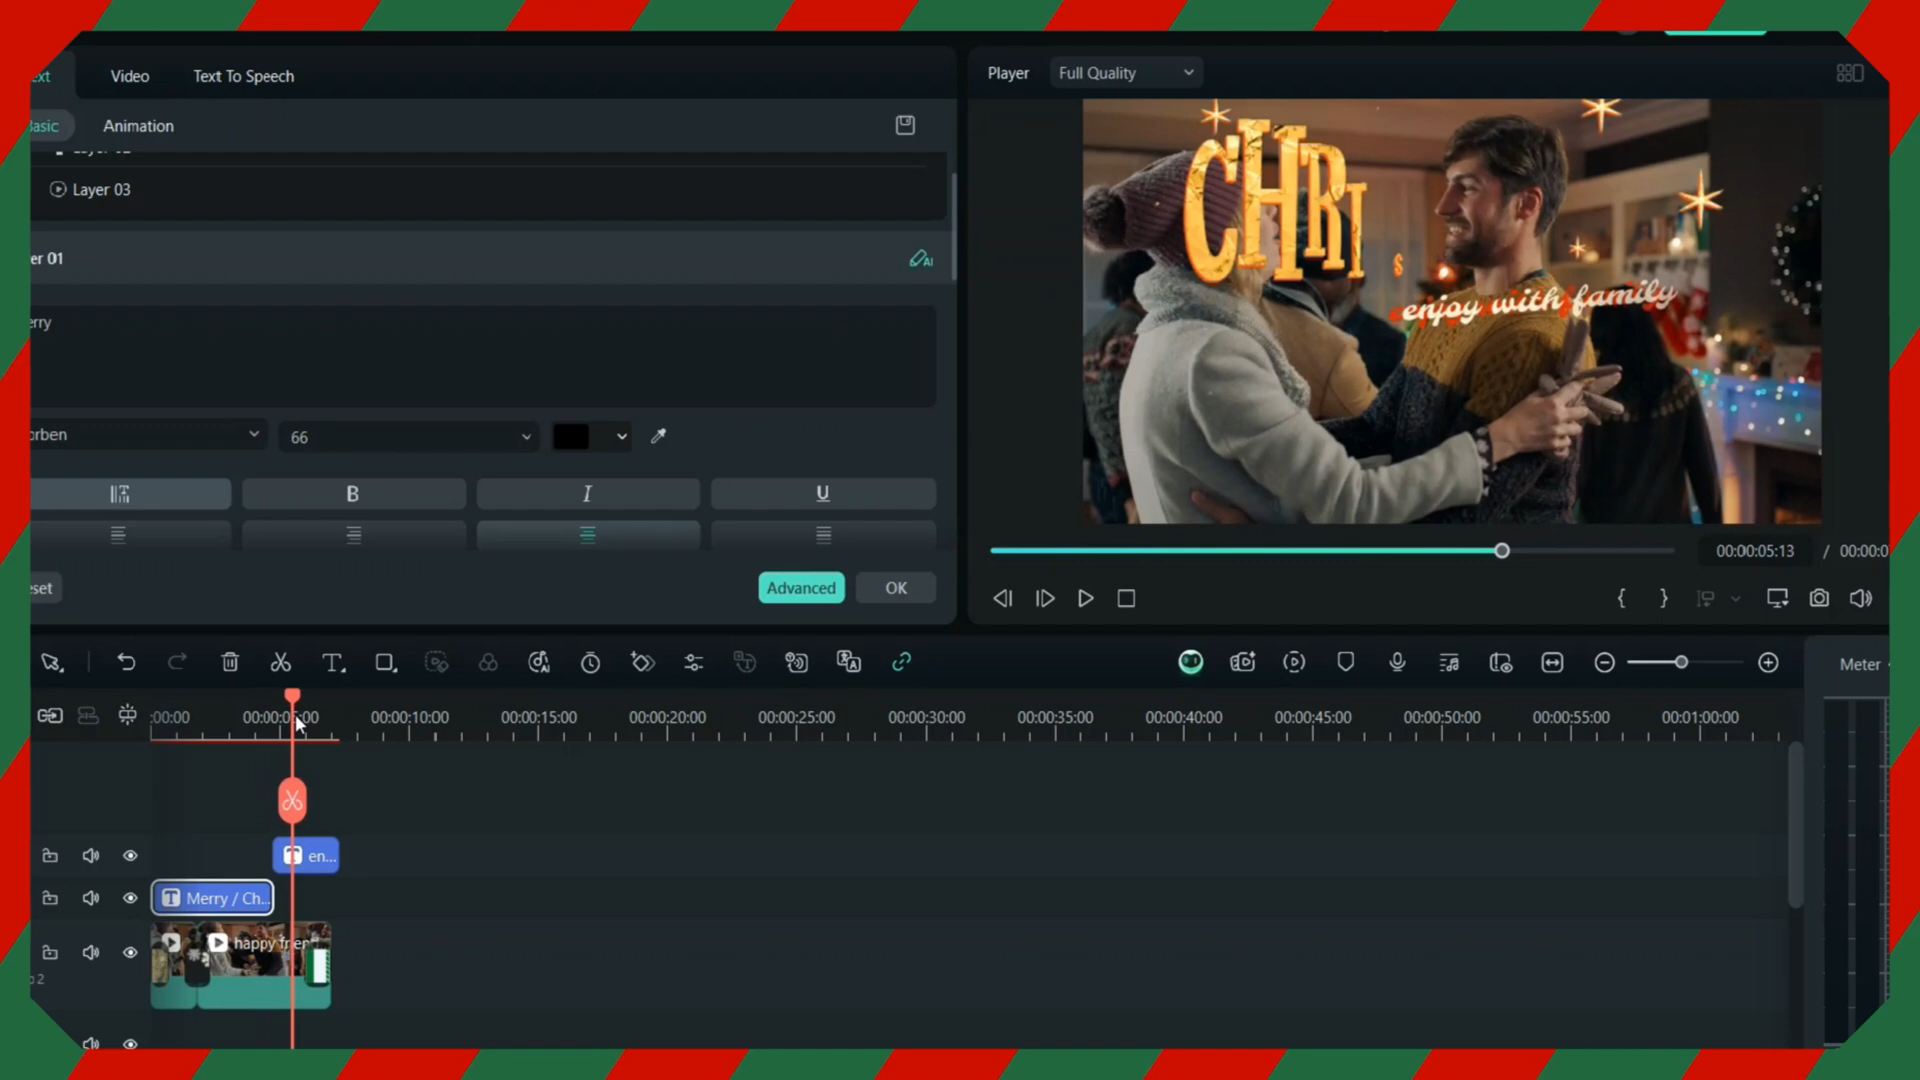 ext Video Text To Speech
Basic Animation
Layer 03
er 01
erry
orben 66
B I U
eset Advanced OK
Player Full Quality
CHRIS
enjoy with family
00:00:05:13 / 00:00:0
Meter
:00:00 00:00:05:00 00:00:10:00 00:00:15:00 00:00:20:00 00:00:25:00 00:00:30:00 00:00:35:00 00:00:40:00 00:00:45:00 00:00:50:00 00:00:55:00 00:01:00:00
en...
Merry / Ch...
happy frien
o 2